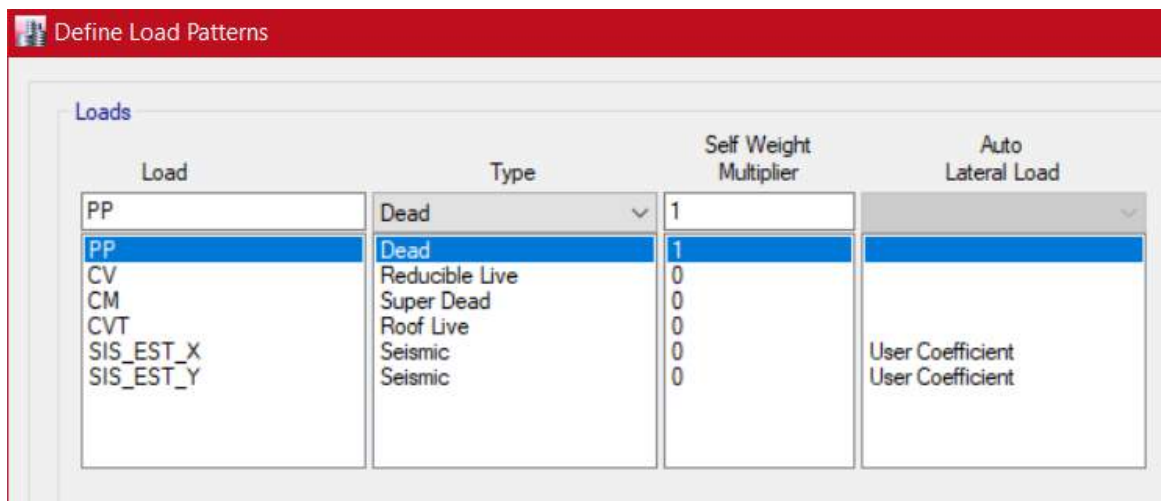 Define Load Patterns
Loads
Load Type Self Weight Multiplier Auto Lateral Load
PP Dead 1
PP Dead 1
CV Reducible Live 0
CM Super Dead 0
CVT Roof Live 0
SIS_EST_X Seismic 0 User Coefficient
SIS_EST_Y Seismic 0 User Coefficient